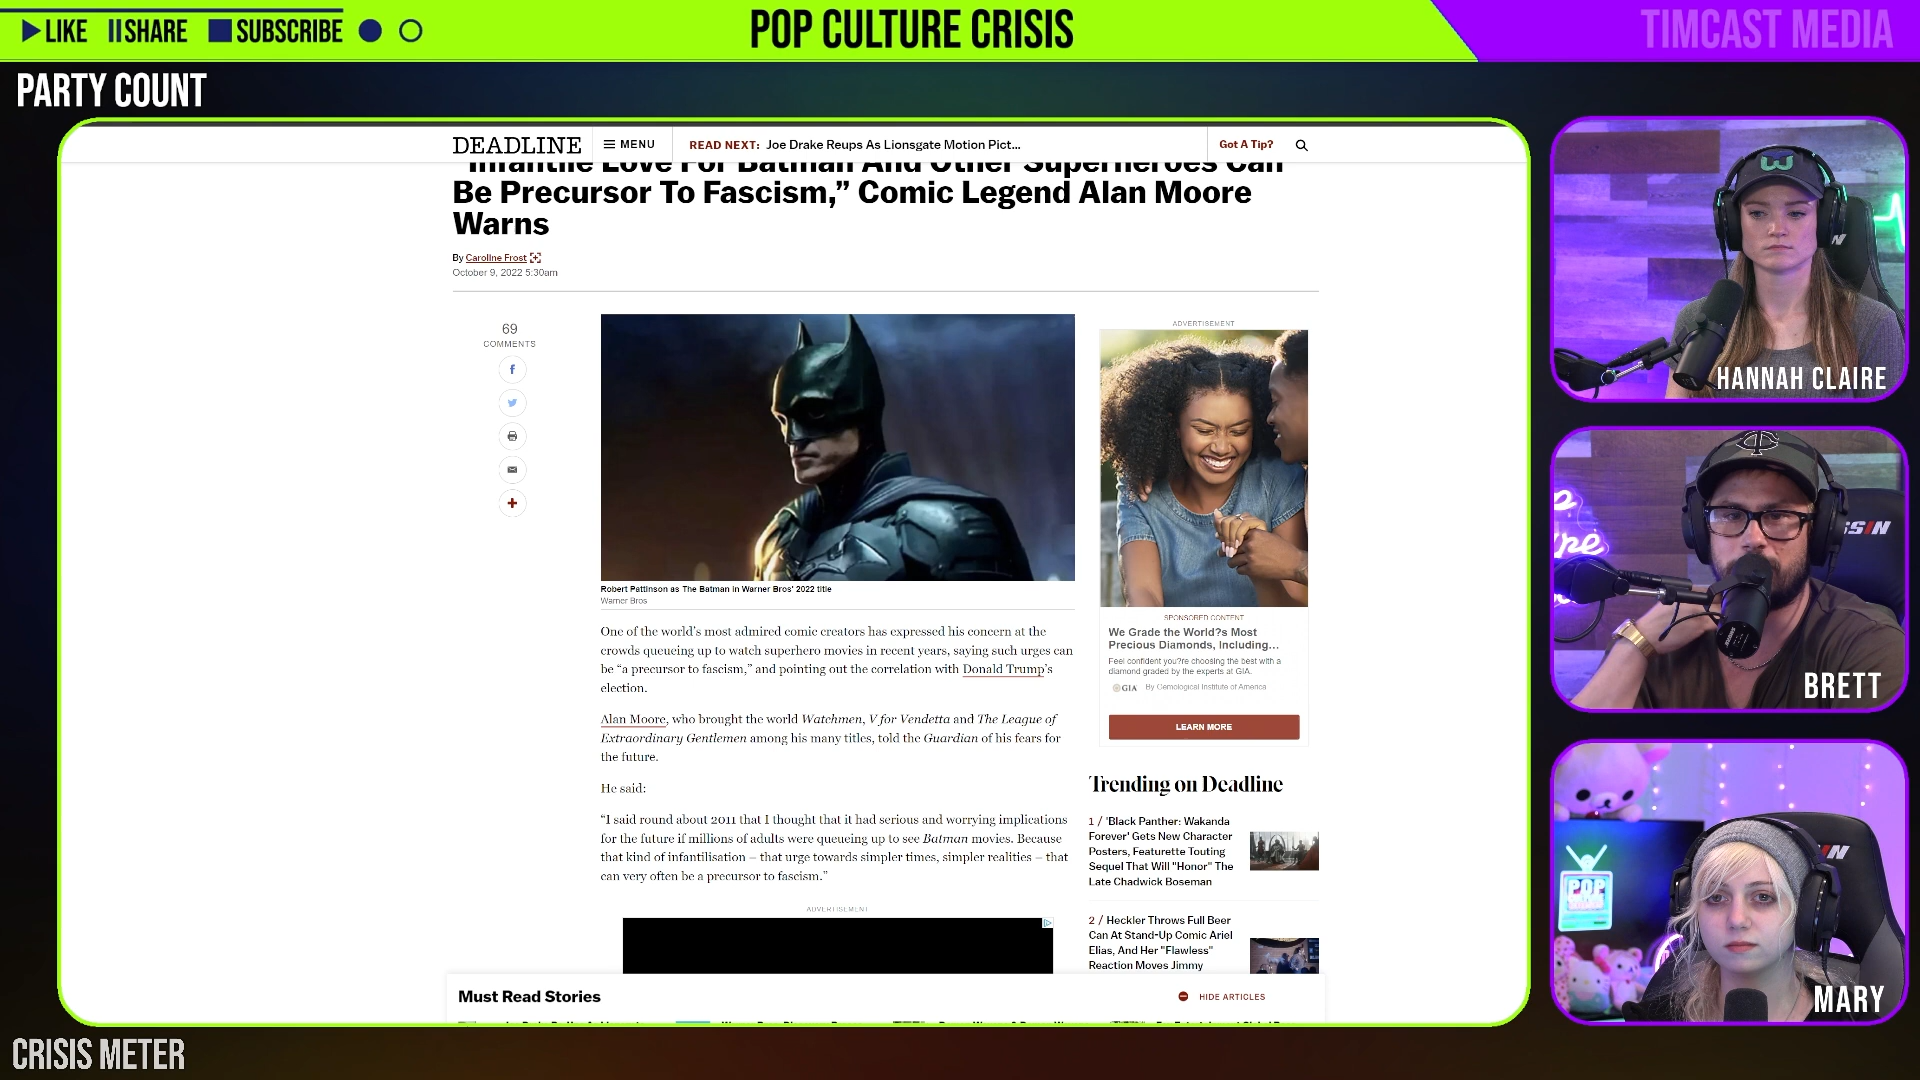 LIKE SHARE SUBSCRIBE
POP CULTURE CRISIS
TIMCAST MEDIA
PARTY COUNT
DEADLINE
MENU
READ NEXT: Joe Drake Reups As Lionsgate Motion Pict...
Got A Tip?
"Infantile Love For Batman And Other Superheroes Can
Be Precursor To Fascism,” Comic Legend Alan Moore
Warns
By Caroline Frost
October 9, 2022 5:30am
69
COMMENTS
Robert Pattinson as The Batman in Warner Bros' 2022 title
Warner Bros
One of the world’s most admired comic creators has expressed his concern at the
crowds queueing up to watch superhero movies in recent years, saying such urges can
be “a precursor to fascism,” and pointing out the correlation with Donald Trump’s
election.
Alan Moore, who brought the world Watchmen, V for Vendetta and The League of
Extraordinary Gentlemen among his many titles, told the Guardian of his fears for
the future.
He said:
“I said round about 2011 that I thought that it had serious and worrying implications
for the future if millions of adults were queueing up to see Batman movies. Because
that kind of infantilisation – that urge towards simpler times, simpler realities – that
can very often be a precursor to fascism.”
ADVERTISEMENT
ADVERTISEMENT
SPONSORED CONTENT
We Grade the World?s Most
Precious Diamonds, Including...
Feel confident you?re choosing the best with a
diamond graded by the experts at GIA.
GIA By Gemological Institute of America
LEARN MORE
Trending on Deadline
1 / 'Black Panther: Wakanda
Forever' Gets New Character
Posters, Featurette Touting
Sequel That Will "Honor" The
Late Chadwick Boseman
2 / Heckler Throws Full Beer
Can At Stand-Up Comic Ariel
Elias, And Her "Flawless"
Reaction Moves Jimmy
Must Read Stories
HIDE ARTICLES
HANNAH CLAIRE
BRETT
POP
MARY
CRISIS METER